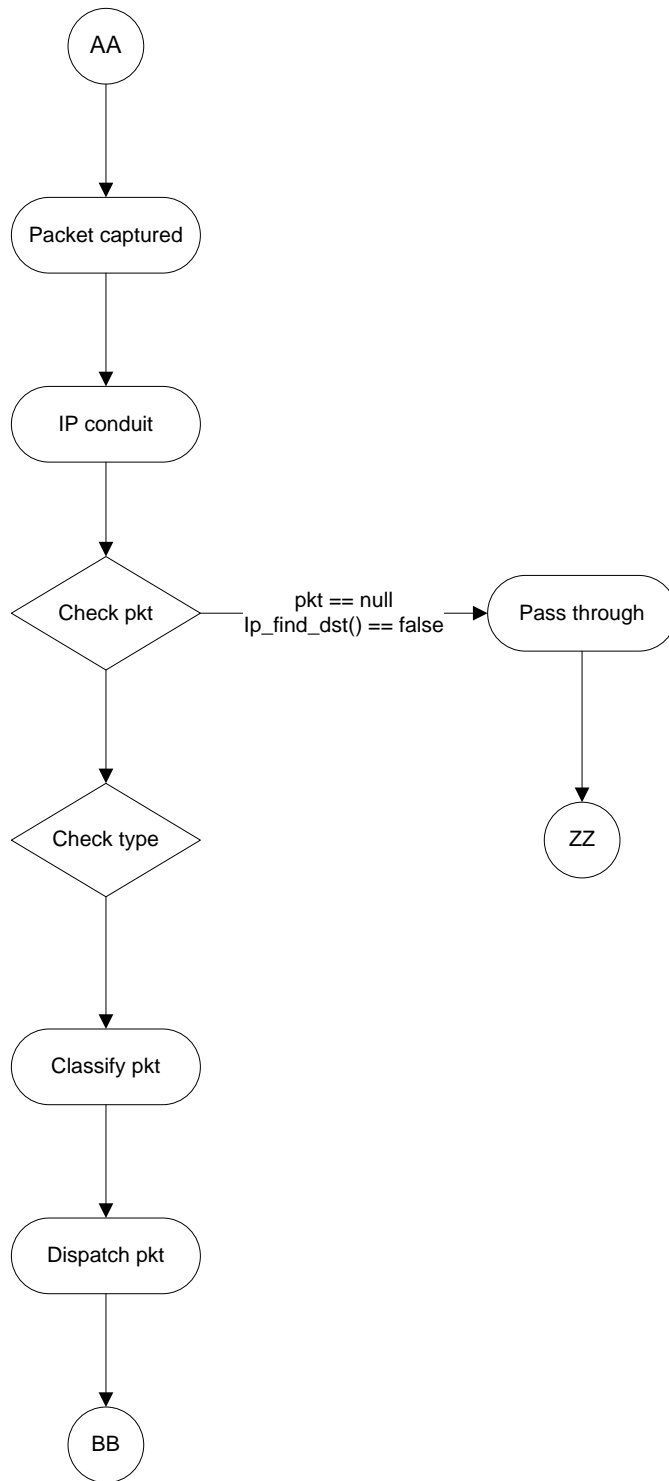 AA
Packet captured
IP conduit
Check pkt
pkt == null
Ip_find_dst() == false
Pass through
Check type
ZZ
Classify pkt
Dispatch pkt
BB